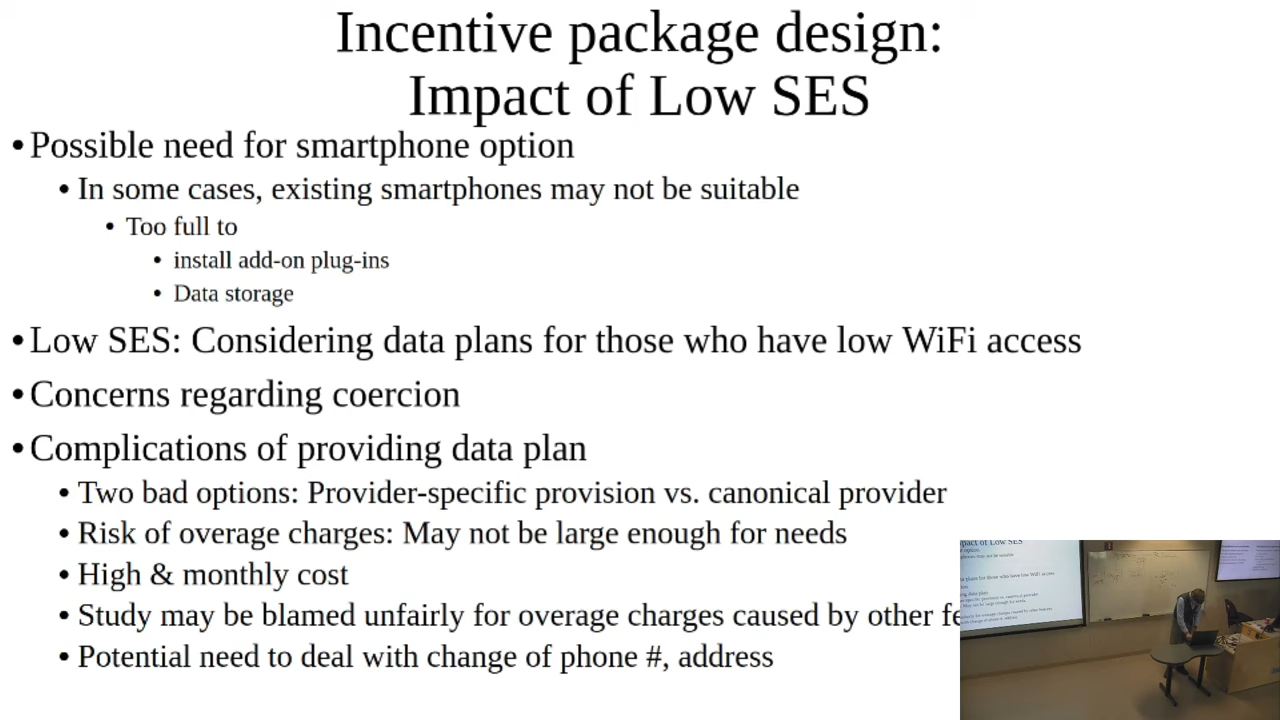 Incentive package design:
Impact of Low SES
• Possible need for smartphone option
• In some cases, existing smartphones may not be suitable
• Too full to
• install add-on plug-ins
• Data storage
• Low SES: Considering data plans for those who have low WiFi access
• Concerns regarding coercion
• Complications of providing data plan
• Two bad options: Provider-specific provision vs. canonical provider
• Risk of overage charges: May not be large enough for needs
• High & monthly cost
• Study may be blamed unfairly for overage charges caused by other fe
• Potential need to deal with change of phone #, address